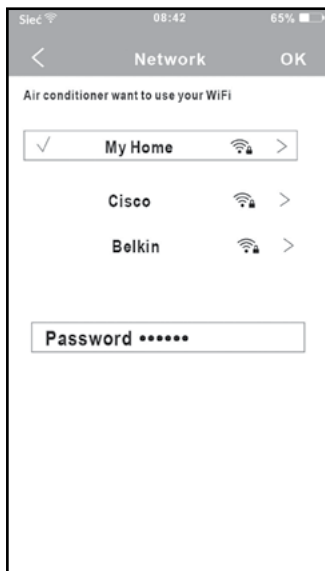 Sieć 08:42 65%
Network OK
Air conditioner want to use your WiFi
My Home
Cisco
Belkin
Password ••••••